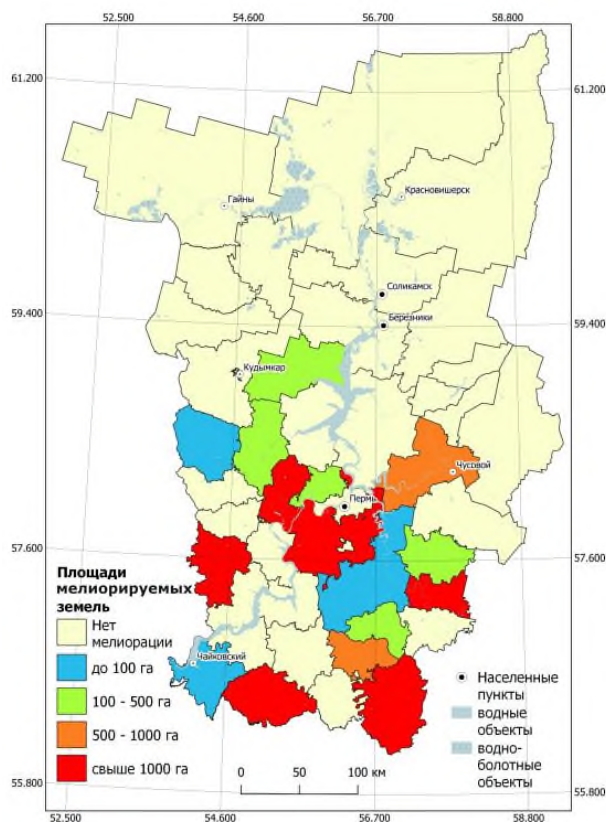 52.500 54.600 56.700 58.800
61.200 61.200
Гайны
Красновишерск
Соликамск
59.400 59.400
Березники
Кудымкар
Чусовой
Пермь
57.600 57.600
Площади
мелиорируемых
земель
Нет
мелиорации
до 100 га
100 - 500 га
500 - 1000 га
свыше 1000 га
Чайковский
Населенные
пункты
водные
объекты
водно-
болотные
объекты
0 50 100 км
55.800 55.800
52.500 54.600 56.700 58.800